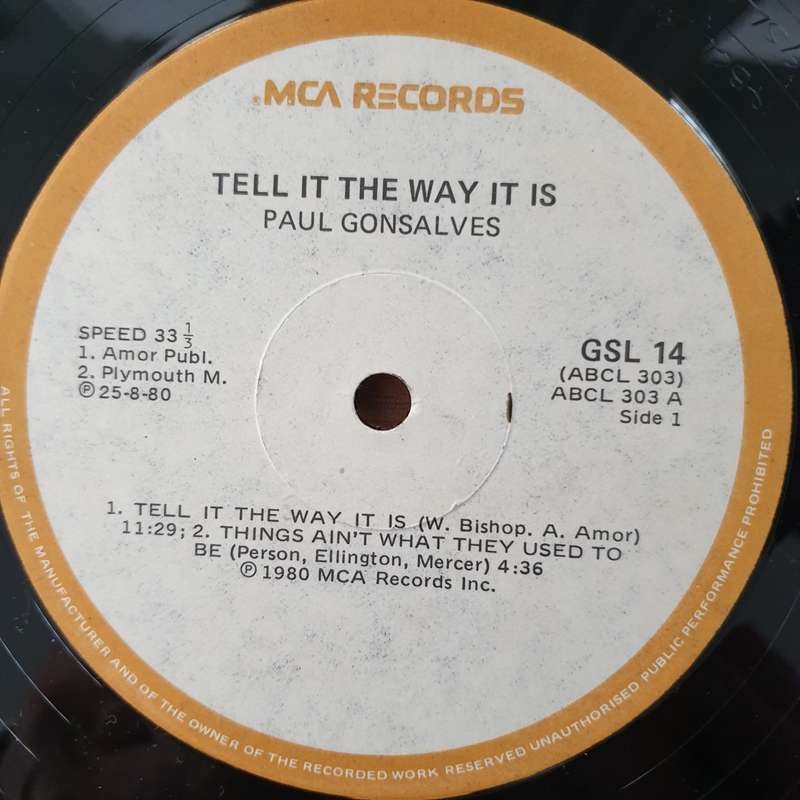 MCA RECORDS
TELL IT THE WAY IT IS
PAUL GONSALVES
SPEED 33 1/3
1. Amor Publ.
2. Plymouth M.
℗25-8-80
GSL 14
(ABCL 303)
ABCL 303 A
Side 1
1. TELL IT THE WAY IT IS (W. Bishop. A. Amor)
11:29; 2. THINGS AIN'T WHAT THEY USED TO
BE (Person, Ellington, Mercer) 4:36
℗1980 MCA Records Inc.
ALL RIGHTS OF THE MANUFACTURER AND OF THE OWNER OF THE RECORDED WORK RESERVED UNAUTHORISED PUBLIC PERFORMANCE PROHIBITED